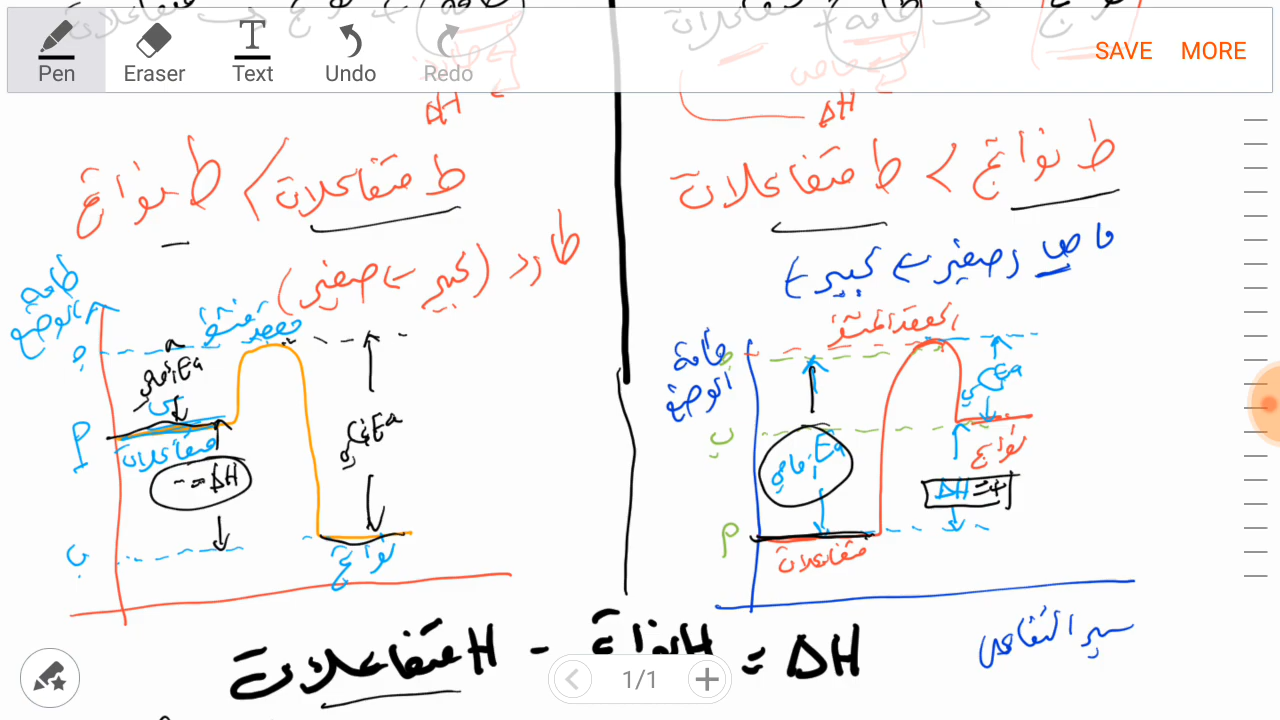 Pen Eraser Text Undo Redo SAVE MORE
ΔH
ΔH
ط نواتج > ط متفاعلات
ط متفاعلات > ط نواتج
ماص (صغير ← كبير)
طارد (كبير ← صغير)
طاقة الوضع
المعقد المنشط
Ea أمامي
Ea عكسي
نواتج
ΔH = +
متفاعلات
ب
أ
سير التفاعل
طاقة الوضع
معقد منشط
Ea أمامي
Ea عكسي
أ
متفاعلات
ΔH = -
ب
نواتج
ΔH = H نواتج - H متفاعلات
1/1